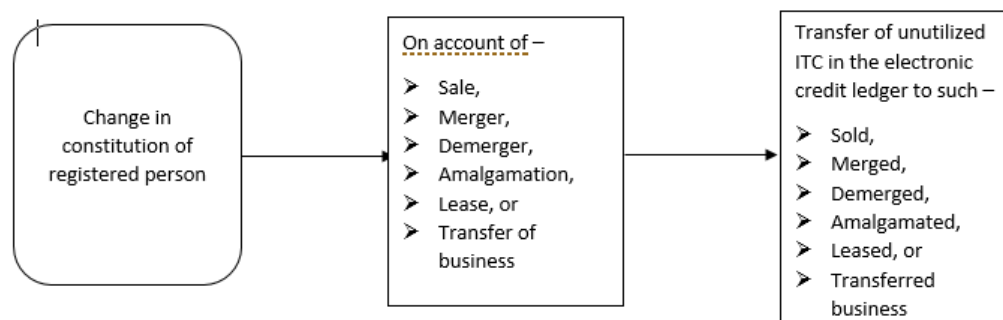 Change in
constitution of
registered person
On account of –
➤ Sale,
➤ Merger,
➤ Demerger,
➤ Amalgamation,
➤ Lease, or
➤ Transfer of
business
Transfer of unutilized
ITC in the electronic
credit ledger to such –
➤ Sold,
➤ Merged,
➤ Demerged,
➤ Amalgamated,
➤ Leased, or
➤ Transferred
business